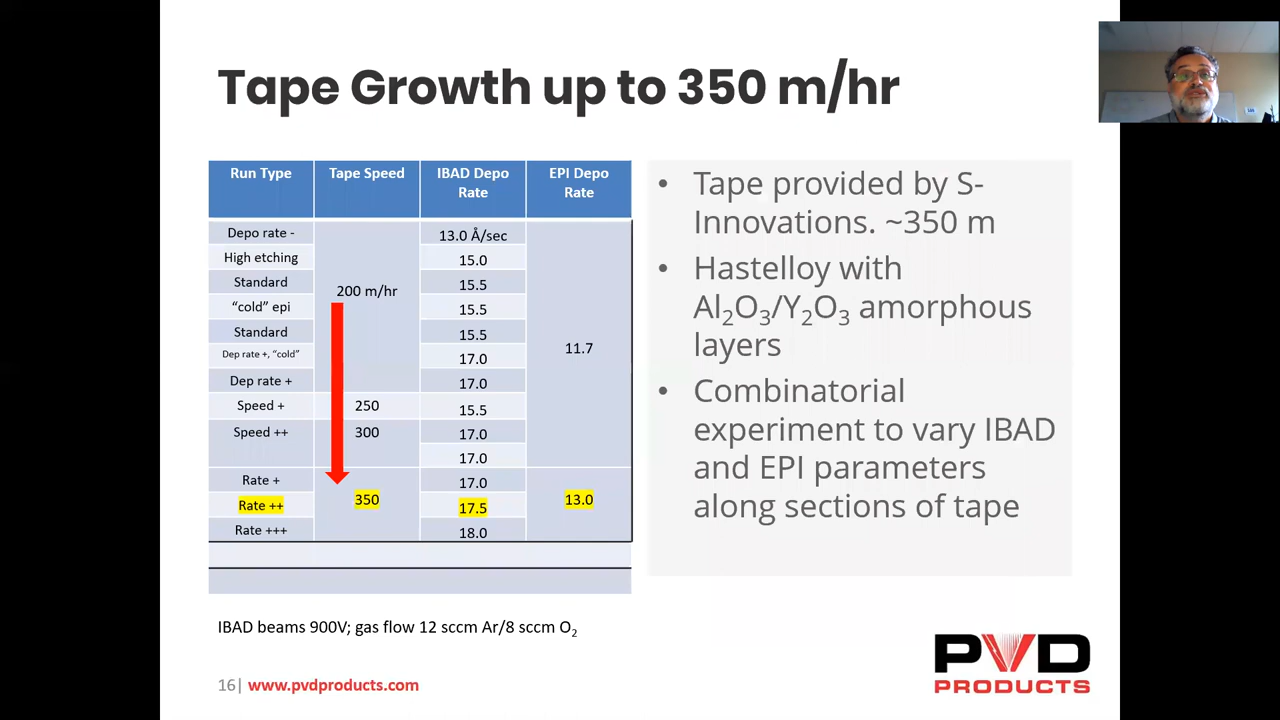 Tape Growth up to 350 m/hr
Run Type Tape Speed IBAD Depo Rate EPI Depo Rate
Depo rate - 13.0 Å/sec
High etching 15.0
Standard 200 m/hr 15.5
“cold” epi 15.5
Standard 15.5 11.7
Dep rate +, “cold” 17.0
Dep rate + 17.0
Speed + 250 15.5
Speed ++ 300 17.0
17.0
Rate + 17.0
Rate ++ 350 17.5 13.0
Rate +++ 18.0
• Tape provided by S-
Innovations. ~350 m
• Hastelloy with
Al₂O₃/Y₂O₃ amorphous
layers
• Combinatorial
experiment to vary IBAD
and EPI parameters
along sections of tape
IBAD beams 900V; gas flow 12 sccm Ar/8 sccm O₂
16| www.pvdproducts.com
PVD
PRODUCTS